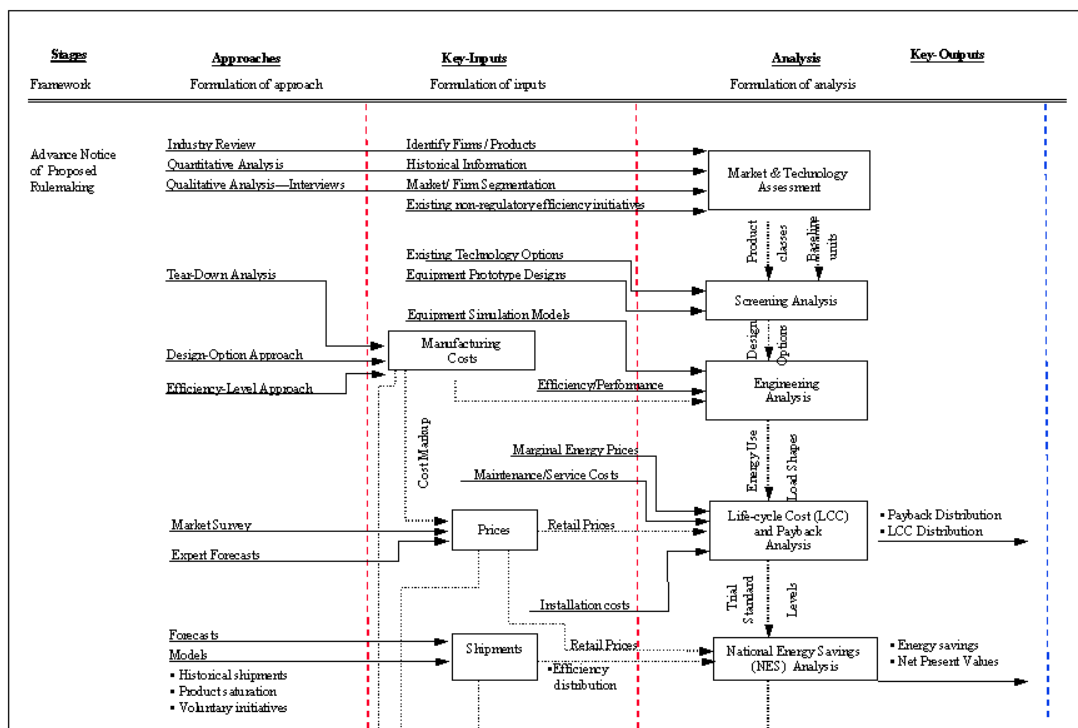 Stages
Approaches
Key-Inputs
Analysis
Key-Outputs
Framework
Formulation of approach
Formulation of inputs
Formulation of analysis
Advance Notice
of Proposed
Rulemaking
Industry Review
Identify Firms / Products
Quantitative Analysis
Historical Information
Qualitative Analysis—Interviews
Market/ Firm Segmentation
Existing non-regulatory efficiency initiatives
Market & Technology
Assessment
Product
classes
Baseline
units
Existing Technology Options
Tear-Down Analysis
Equipment Prototype Designs
Screening Analysis
Equipment Simulation Models
Design
Options
Manufacturing
Costs
Design-Option Approach
Efficiency-Level Approach
Efficiency/Performance
Engineering
Analysis
Cost Markup
Energy Use
Load Shapes
Marginal Energy Prices
Maintenance/Service Costs
Market Survey
Prices
Retail Prices
Expert Forecasts
Life-cycle Cost (LCC)
and Payback
Analysis
▪ Payback Distribution
▪ LCC Distribution
Installation costs
Trial
Standard
Levels
Forecasts
Models
▪ Historical shipments
▪ Product saturation
▪ Voluntary initiatives
Shipments
Retail Prices
▪Efficiency
distribution
National Energy Savings
(NES) Analysis
▪ Energy savings
▪ Net Present Values